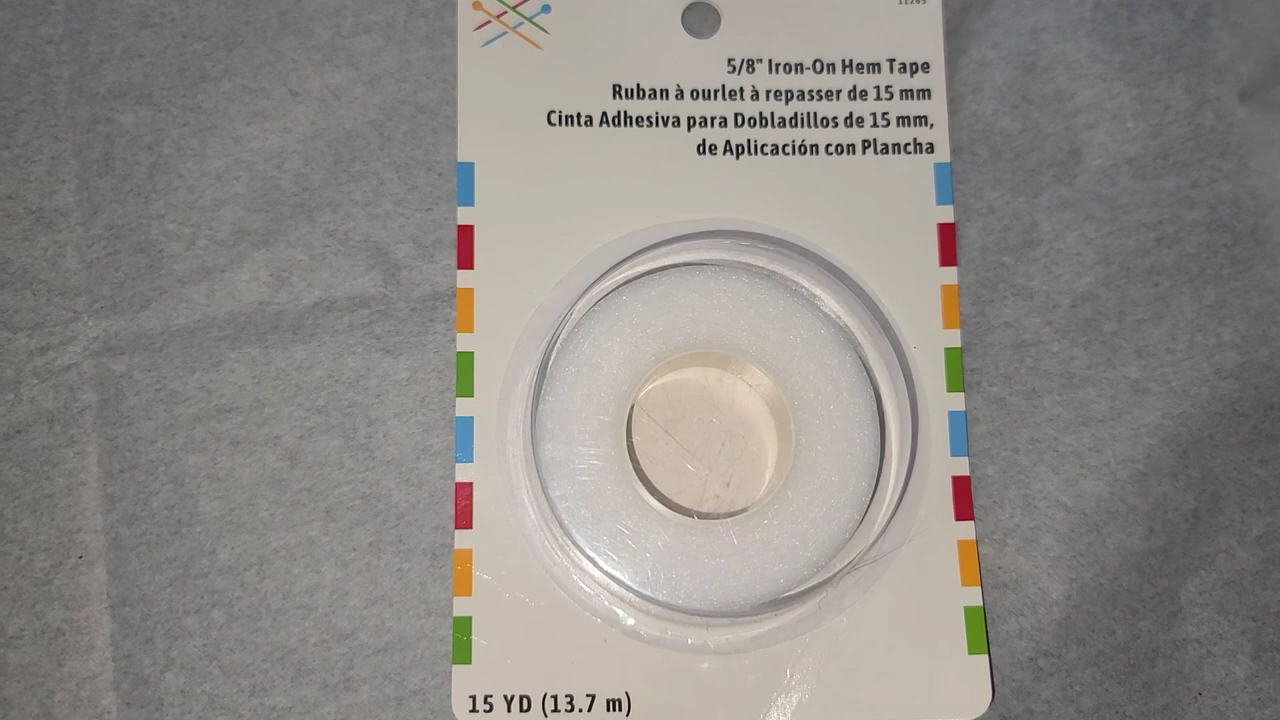 5/8" Iron-On Hem Tape
Ruban à ourlet à repasser de 15 mm
Cinta Adhesiva para Dobladillos de 15 mm,
de Aplicación con Plancha
15 YD (13.7 m)